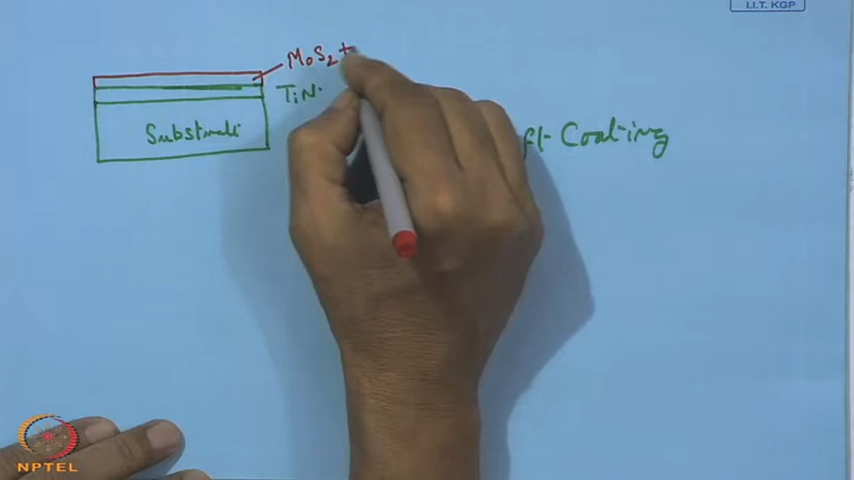 I.I.T. KGP
MoS2 +
TiN
Coating
Substrate
NPTEL